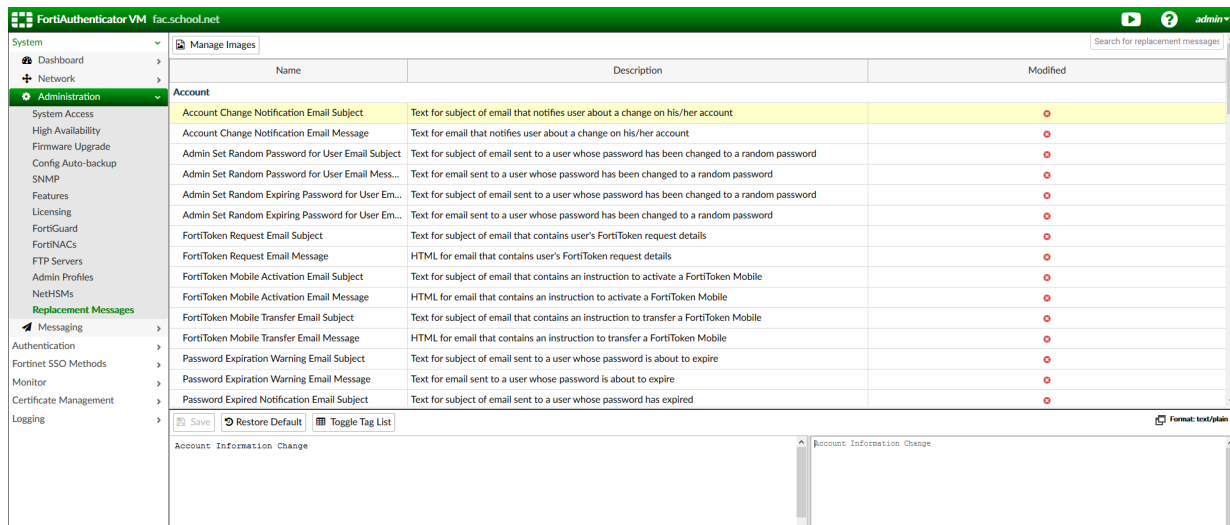 FortiAuthenticator VM fac.school.net
admin
System
Dashboard
Network
Administration
System Access
High Availability
Firmware Upgrade
Config Auto-backup
SNMP
Features
Licensing
FortiGuard
FortiNACs
FTP Servers
Admin Profiles
NetHSMs
Replacement Messages
Messaging
Authentication
Fortinet SSO Methods
Monitor
Certificate Management
Logging
Manage Images
Search for replacement messages
Name Description Modified
Account
Account Change Notification Email Subject Text for subject of email that notifies user about a change on his/her account
Account Change Notification Email Message Text for email that notifies user about a change on his/her account
Admin Set Random Password for User Email Subject Text for subject of email sent to a user whose password has been changed to a random password
Admin Set Random Password for User Email Mess... Text for email sent to a user whose password has been changed to a random password
Admin Set Random Expiring Password for User Em... Text for subject of email sent to a user whose password has been changed to a random password
Admin Set Random Expiring Password for User Em... Text for email sent to a user whose password has been changed to a random password
FortiToken Request Email Subject Text for subject of email that contains user's FortiToken request details
FortiToken Request Email Message HTML for email that contains user's FortiToken request details
FortiToken Mobile Activation Email Subject Text for subject of email that contains an instruction to activate a FortiToken Mobile
FortiToken Mobile Activation Email Message HTML for email that contains an instruction to activate a FortiToken Mobile
FortiToken Mobile Transfer Email Subject Text for subject of email that contains an instruction to transfer a FortiToken Mobile
FortiToken Mobile Transfer Email Message HTML for email that contains an instruction to transfer a FortiToken Mobile
Password Expiration Warning Email Subject Text for subject of email sent to a user whose password is about to expire
Password Expiration Warning Email Message Text for email sent to a user whose password is about to expire
Password Expired Notification Email Subject Text for subject of email sent to a user whose password has expired
Save Restore Default Toggle Tag List Format: text/plain
Account Information Change
Account Information Change